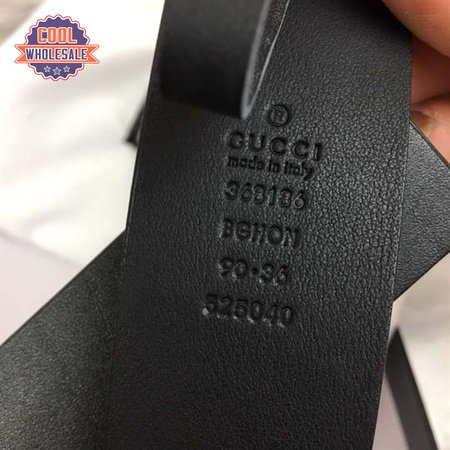 COOL
WHOLESALE
®
GUCCI
made in italy
368186
BGHON
90·36
525040